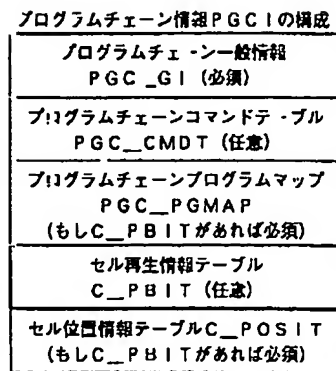 プログラムチェーン情報PGCIの構成
プログラムチェーン一般情報
PGC_GI (必須)
プログラムチェーンコマンドテーブル
PGC__CMDT (任意)
プログラムチェーンプログラムマップ
PGC__PGMAP
(もしC__PBITがあれば必須)
セル再生情報テーブル
C__PBIT (任意)
セル位置情報テーブルC__POSIT
(もしC__PBITがあれば必須)